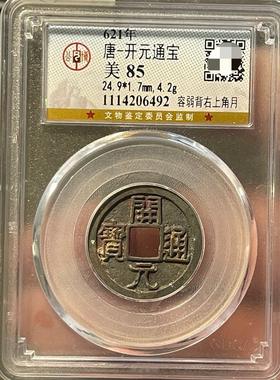 621年
唐-开元通宝
美 85
24.9*1.7mm, 4.2g
1114206492 容弱背右上角月
★ 文物鉴定委员会监制 ★
開
寶 通
元